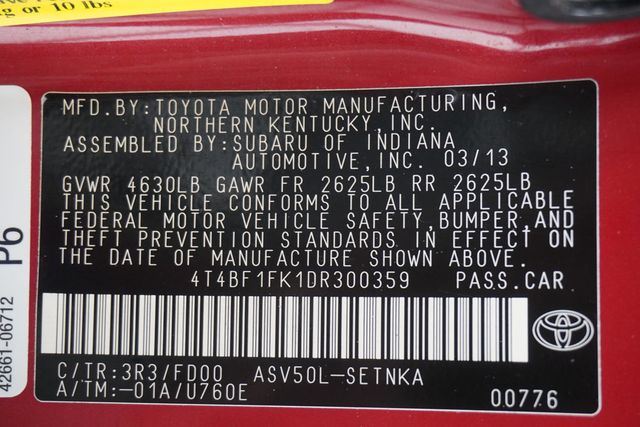 g or 10 lbs
MFD.BY:TOYOTA MOTOR MANUFACTURING,
NORTHERN KENTUCKY,INC.
ASSEMBLED BY:SUBARU OF INDIANA
AUTOMOTIVE,INC. 03/13
GVWR 4630LB GAWR FR 2625LB RR 2625LB
THIS VEHICLE CONFORMS TO ALL APPLICABLE
FEDERAL MOTOR VEHICLE SAFETY,BUMPER,AND
THEFT PREVENTION STANDARDS IN EFFECT ON
THE DATE OF MANUFACTURE SHOWN ABOVE.
4T4BF1FK1DR300359 PASS.CAR
C/TR:3R3/FD00 ASV50L-SETNKA
A/TM:-01A/U760E 00776
P6
42661-06712